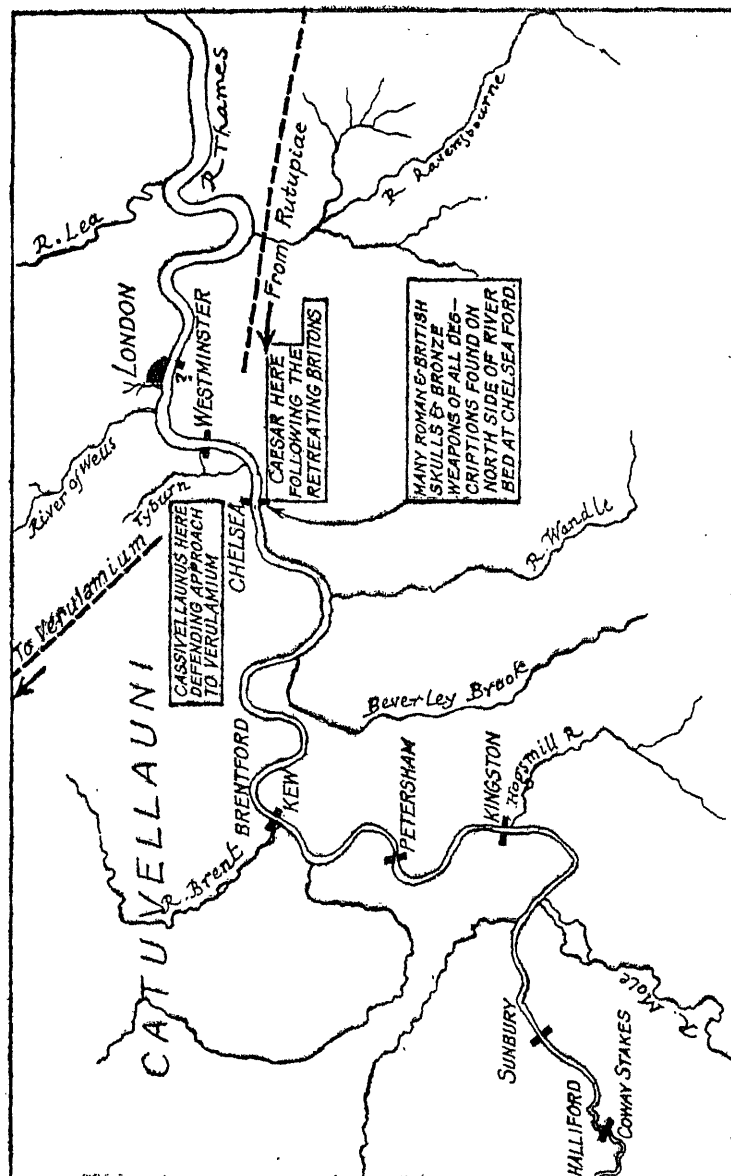 R. Thames
R. Lea
R Ravensbourne
From Rutupiae
LONDON
?
WESTMINSTER
River of Wells
Tyburn
CAESAR HERE
FOLLOWING THE
RETREATING BRITONS
MANY ROMAN & BRITISH
SKULLS & BRONZE
WEAPONS OF ALL DES-
CRIPTIONS FOUND ON
NORTH SIDE OF RIVER
BED AT CHELSEA FORD.
To Verulamium
CASSIVELLAUNUS HERE
DEFENDING APPROACH
TO VERULAMIUM
CHELSEA
R. Wandle
Beverley Brook
CATUVELLAUNI
BRENTFORD
KEW
R. Brent
PETERSHAM
KINGSTON
Hogsmill R
R. Mole
SUNBURY
HALLIFORD
COWAY STAKES